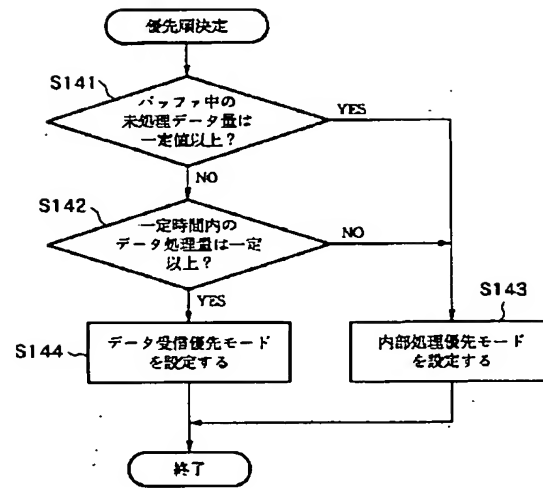 優先順決定
S141
バッファ中の
未処理データ量は
一定値以上？
YES
NO
S142
一定時間内の
データ処理量は一定
以上？
NO
YES
S143
S144
データ受信優先モード
を設定する
内部処理優先モード
を設定する
終了